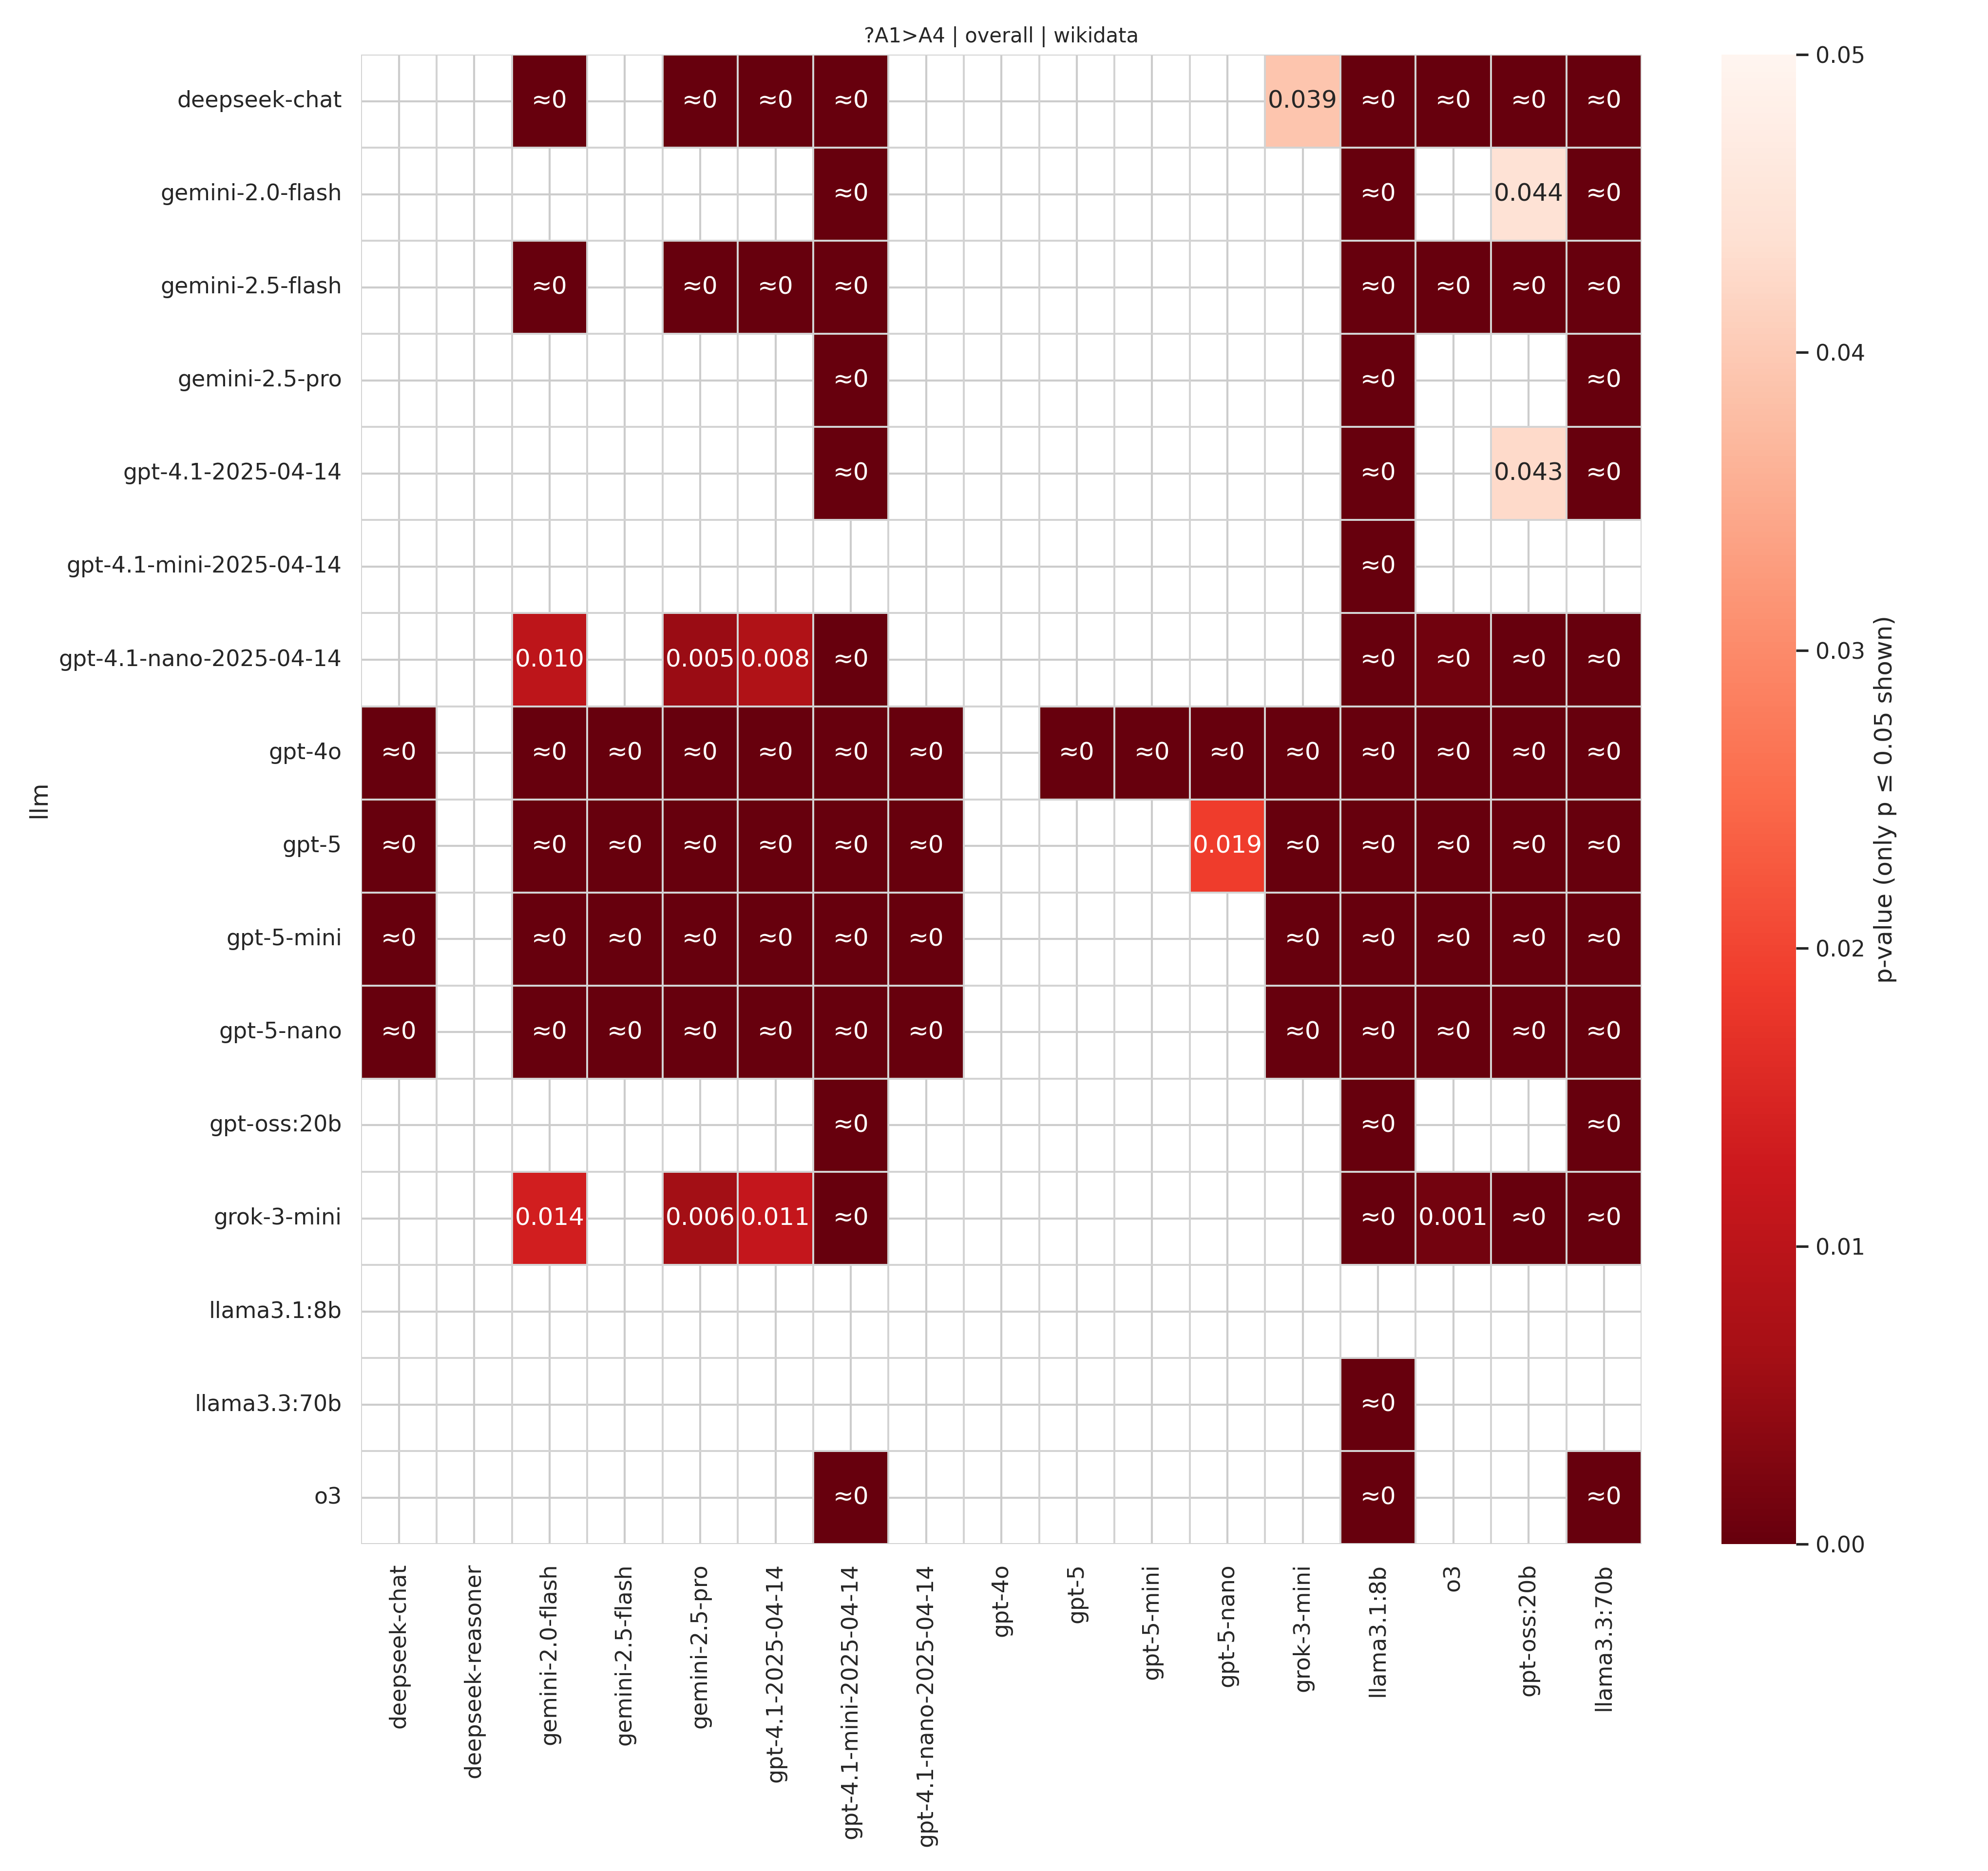 ?A1>A4 | overall | wikidata
deepseek-chat ≈0 ≈0 ≈0 ≈0 0.039 ≈0 ≈0 ≈0 ≈0
gemini-2.0-flash ≈0 ≈0 0.044 ≈0
gemini-2.5-flash ≈0 ≈0 ≈0 ≈0 ≈0 ≈0 ≈0 ≈0
gemini-2.5-pro ≈0 ≈0 ≈0
gpt-4.1-2025-04-14 ≈0 ≈0 0.043 ≈0
gpt-4.1-mini-2025-04-14 ≈0
gpt-4.1-nano-2025-04-14 0.010 0.005 0.008 ≈0 ≈0 ≈0 ≈0 ≈0
gpt-4o ≈0 ≈0 ≈0 ≈0 ≈0 ≈0 ≈0 ≈0 ≈0 ≈0 ≈0 ≈0 ≈0 ≈0 ≈0
gpt-5 ≈0 ≈0 ≈0 ≈0 ≈0 ≈0 ≈0 0.019 ≈0 ≈0 ≈0 ≈0 ≈0
gpt-5-mini ≈0 ≈0 ≈0 ≈0 ≈0 ≈0 ≈0 ≈0 ≈0 ≈0 ≈0 ≈0
gpt-5-nano ≈0 ≈0 ≈0 ≈0 ≈0 ≈0 ≈0 ≈0 ≈0 ≈0 ≈0 ≈0
gpt-oss:20b ≈0 ≈0 ≈0
grok-3-mini 0.014 0.006 0.011 ≈0 ≈0 0.001 ≈0 ≈0
llama3.1:8b
llama3.3:70b ≈0
o3 ≈0 ≈0 ≈0
llm
deepseek-chat
deepseek-reasoner
gemini-2.0-flash
gemini-2.5-flash
gemini-2.5-pro
gpt-4.1-2025-04-14
gpt-4.1-mini-2025-04-14
gpt-4.1-nano-2025-04-14
gpt-4o
gpt-5
gpt-5-mini
gpt-5-nano
grok-3-mini
llama3.1:8b
o3
gpt-oss:20b
llama3.3:70b
0.05
0.04
0.03
0.02
0.01
0.00
p-value (only p ≤ 0.05 shown)